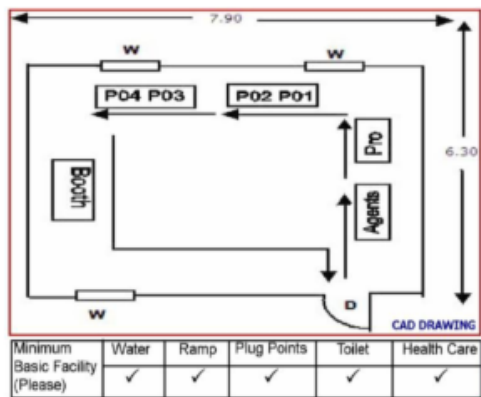 7.90
W
W
P04 P03
P02 P01
Pro
6.30
Booth
Agents
W
D
CAD DRAWING
Minimum Basic Facility (Please)
Water
Ramp
Plug Points
Toilet
Health Care
✓ ✓ ✓ ✓ ✓